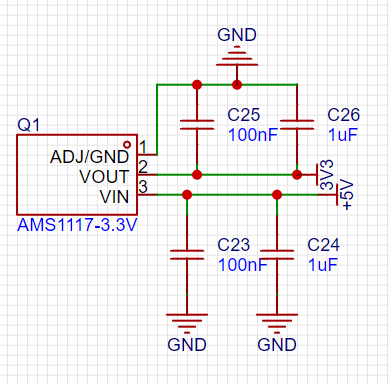 GND
C25
100nF
C26
1uF
Q1
ADJ/GND 1
VOUT 2
VIN 3
AMS1117-3.3V
3V3
+5V
C23
100nF
C24
1uF
GND
GND